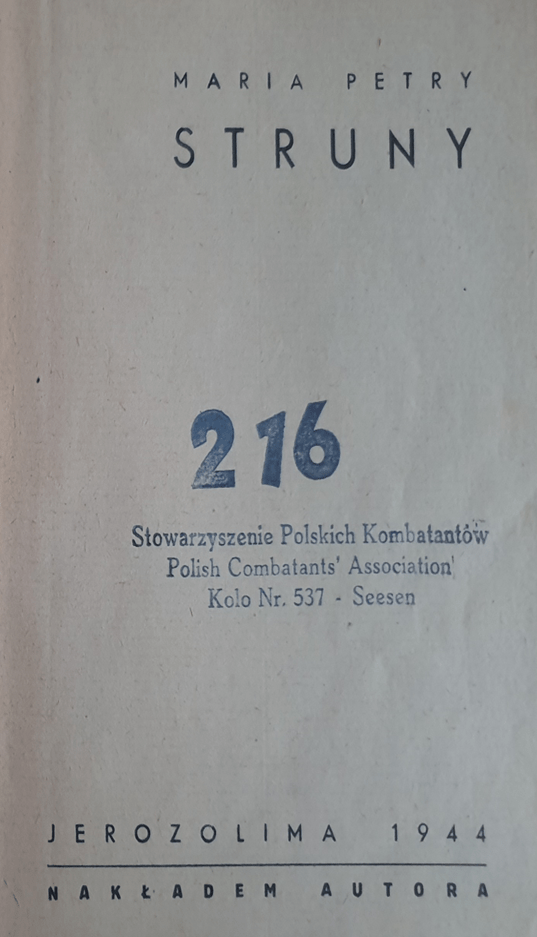 MARIA PETRY
STRUNY
216
Stowarzyszenie Polskich Kombatantów
Polish Combatants' Association'
Kolo Nr. 537 - Seesen
JEROZOLIMA 1944
NAKŁADEM AUTORA